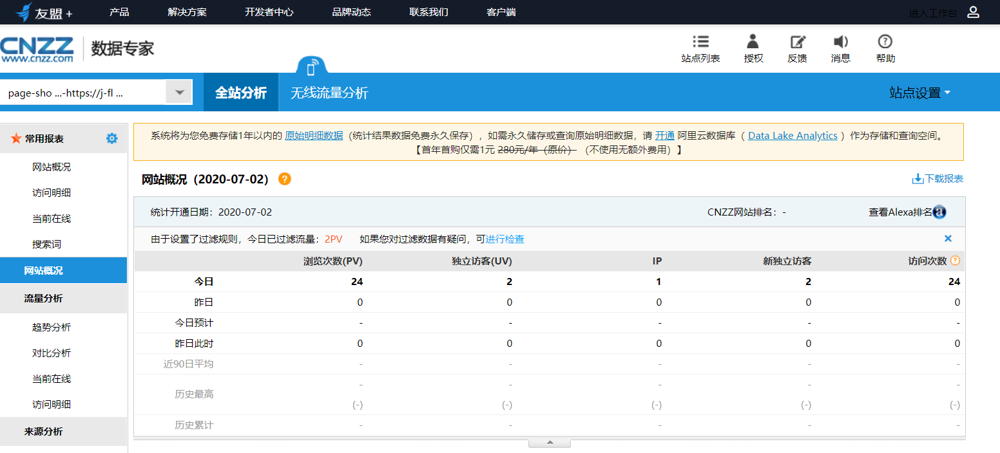 友盟+ 产品 解决方案 开发者中心 品牌动态 联系我们 客户端 进入工作台
CNZZ 数据专家
www.cnzz.com
站点列表 授权 反馈 消息 帮助
page-sho ...-https://j-fl ... 全站分析 无线流量分析 站点设置
常用报表
网站概况
访问明细
当前在线
搜索词
网站概况
流量分析
趋势分析
对比分析
当前在线
访问明细
来源分析
系统将为您免费存储1年以内的 原始明细数据（统计结果数据免费永久保存），如需永久储存或查询原始明细数据，请 开通 阿里云数据库（ Data Lake Analytics ）作为存储和查询空间。
【首年首购仅需1元 280元/年（原价） （不使用无额外费用）】
网站概况（2020-07-02） ? 下载报表
统计开通日期：2020-07-02 CNZZ网站排名：- 查看Alexa排名 a
由于设置了过滤规则，今日已过滤流量：2PV 如果您对过滤数据有疑问，可进行检查
浏览次数(PV) 独立访客(UV) IP 新独立访客 访问次数 ?
今日 24 2 1 2 24
昨日 0 0 0 0 0
今日预计 - - - - -
昨日此时 0 0 0 0 0
近90日平均 - - - - -
历史最高 - - - - -
(-) (-) (-) (-) (-)
历史累计 - - - - -